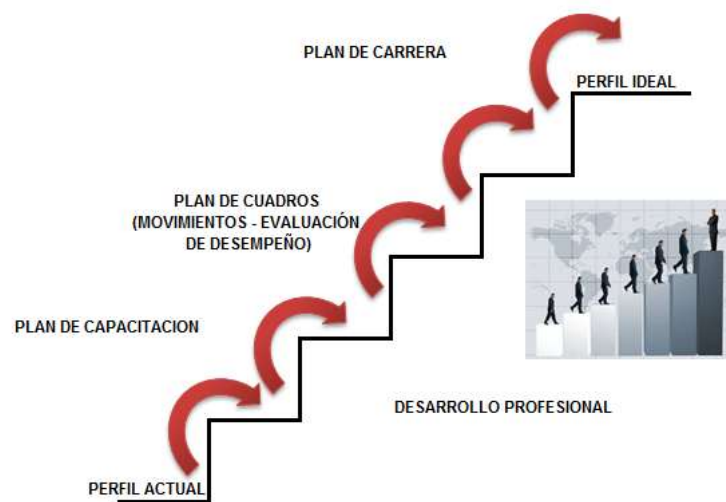 PLAN DE CARRERA
PERFIL IDEAL
PLAN DE CUADROS
(MOVIMIENTOS - EVALUACIÓN
DE DESEMPEÑO)
PLAN DE CAPACITACION
DESARROLLO PROFESIONAL
PERFIL ACTUAL